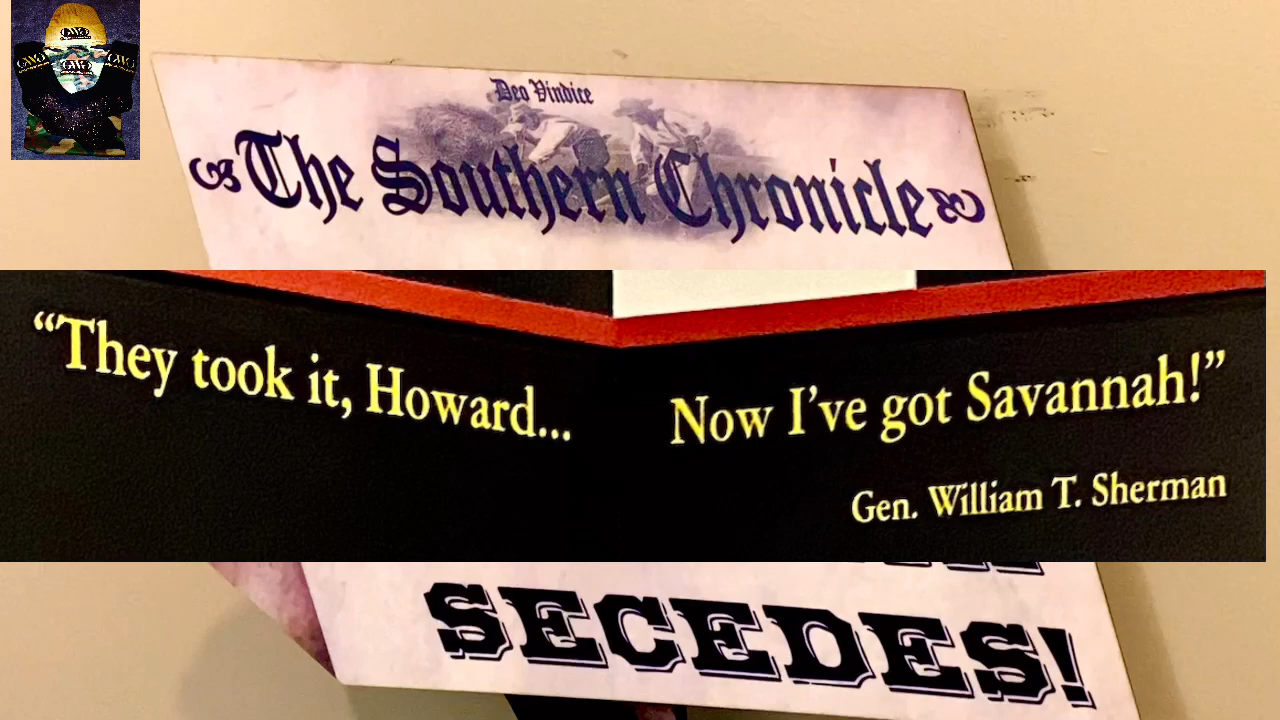 Deo Vindice
The Southern Chronicle
“They took it, Howard...
Now I’ve got Savannah!”
Gen. William T. Sherman
SECEDES!